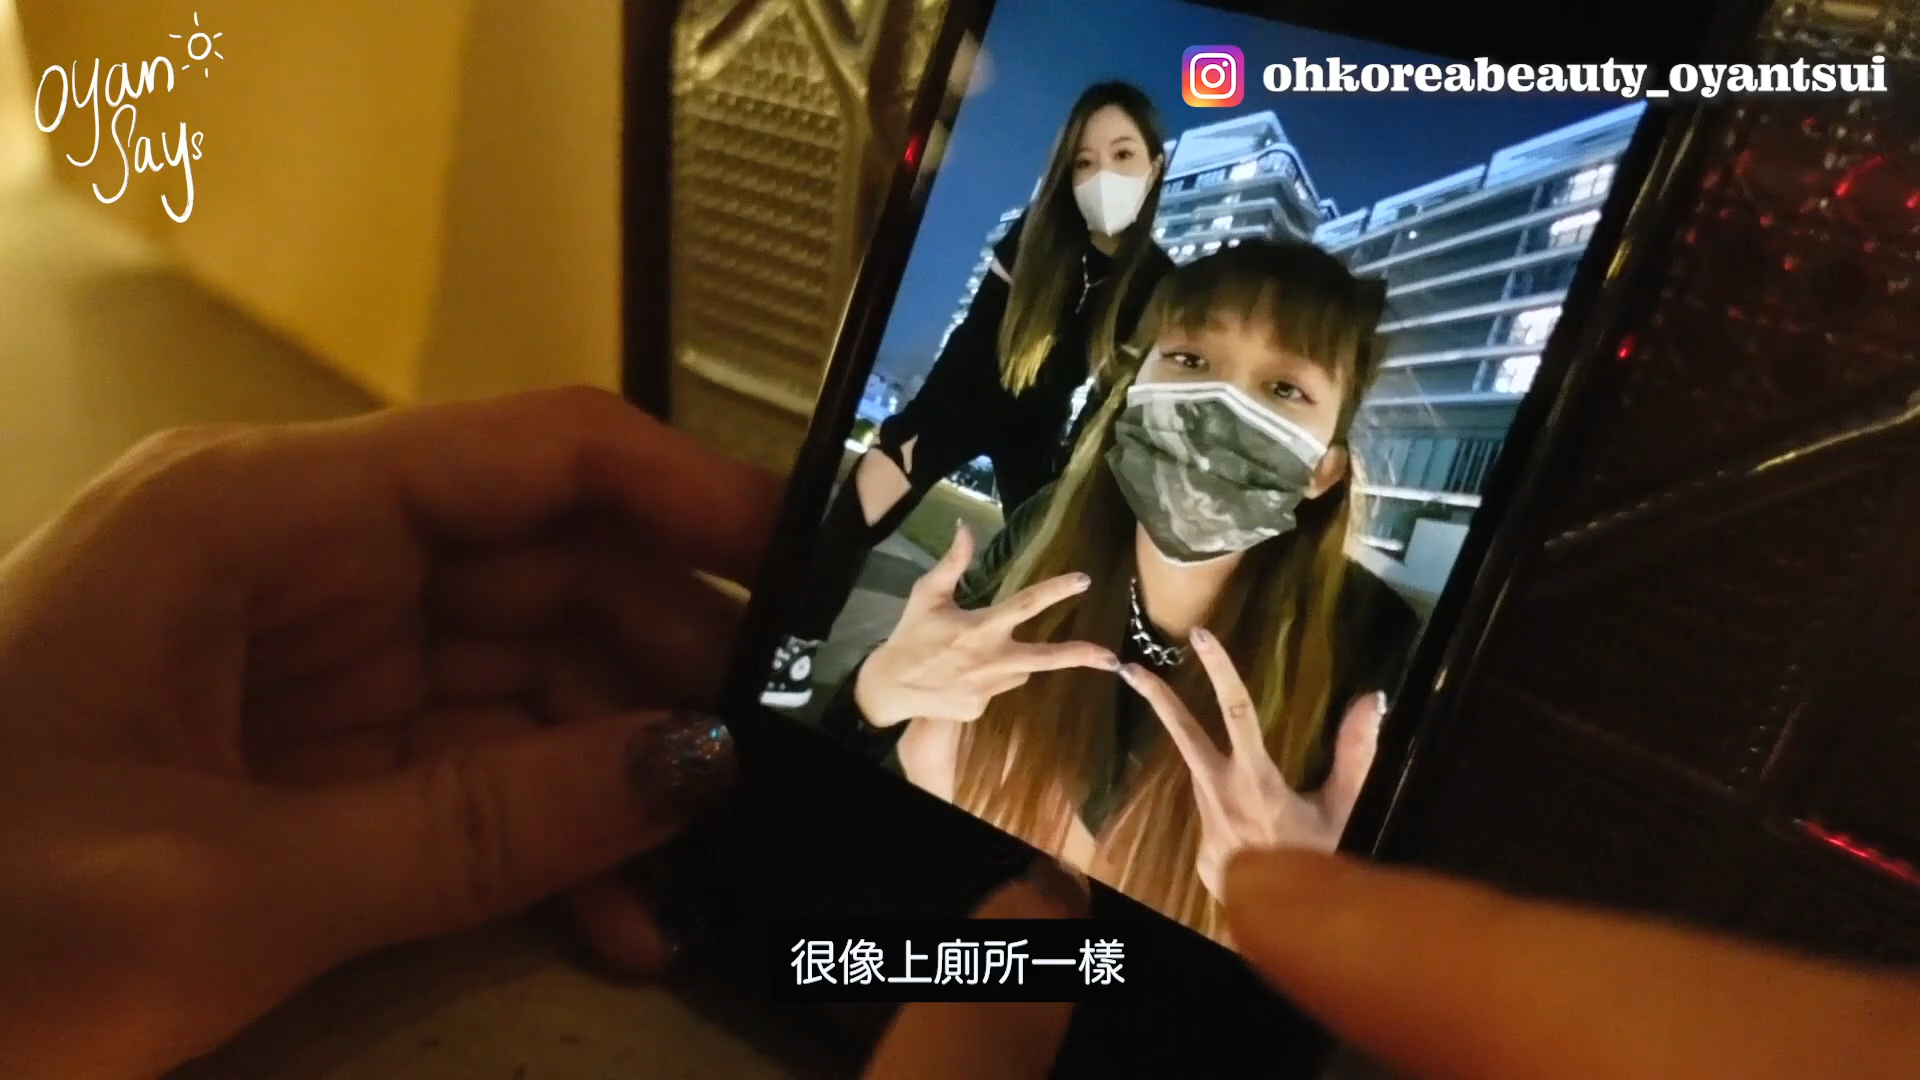 oyan
Says
ohkoreabeauty_oyantsui
很像上廁所一樣